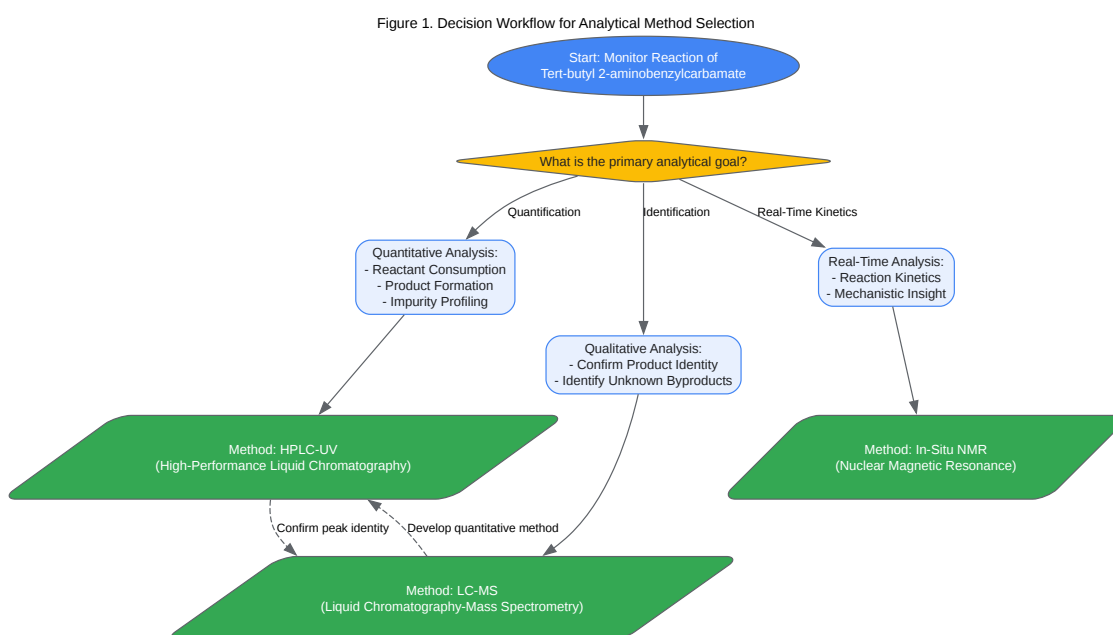 Figure 1. Decision Workflow for Analytical Method Selection
Start: Monitor Reaction of
Tert-butyl 2-aminobenzylcarbamate
What is the primary analytical goal?
Quantification
Identification
Real-Time Kinetics
Quantitative Analysis:
- Reactant Consumption
- Product Formation
- Impurity Profiling
Real-Time Analysis:
- Reaction Kinetics
- Mechanistic Insight
Qualitative Analysis:
- Confirm Product Identity
- Identify Unknown Byproducts
Method: HPLC-UV
(High-Performance Liquid Chromatography)
Method: In-Situ NMR
(Nuclear Magnetic Resonance)
Confirm peak identity
Develop quantitative method
Method: LC-MS
(Liquid Chromatography-Mass Spectrometry)